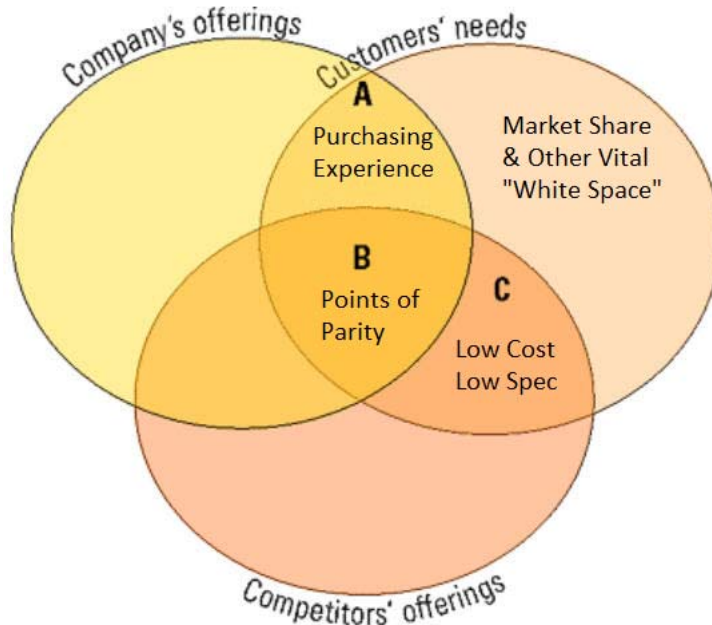 Company's offerings
Customers' needs
A
Purchasing
Experience
Market Share
& Other Vital
"White Space"
B
Points of
Parity
C
Low Cost
Low Spec
Competitors' offerings